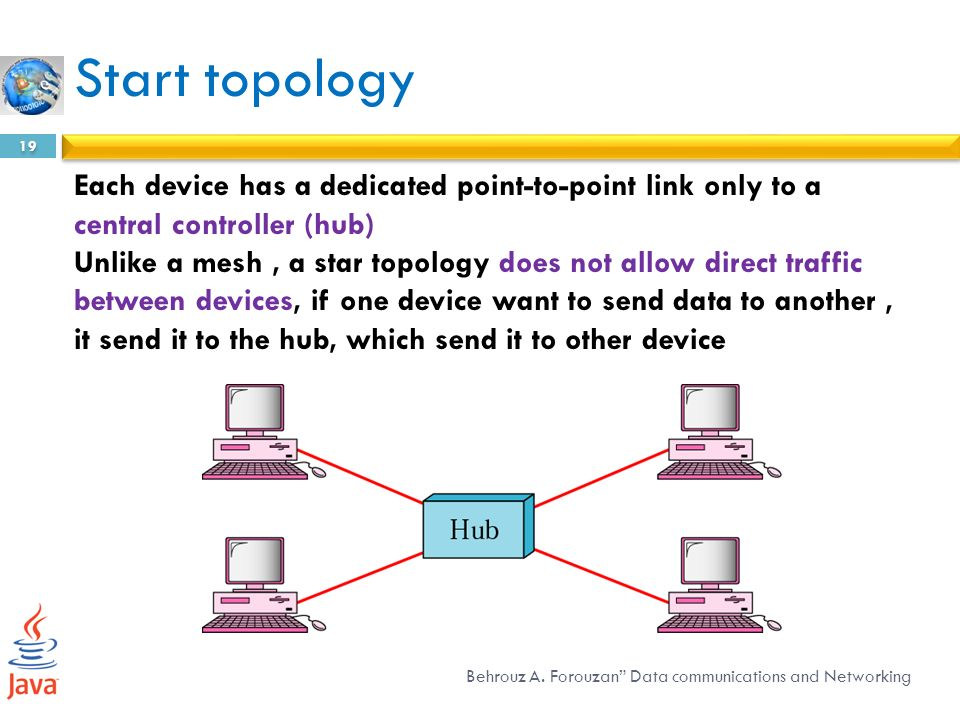 Start topology
19
Each device has a dedicated point-to-point link only to a
central controller (hub)
Unlike a mesh , a star topology does not allow direct traffic
between devices, if one device want to send data to another ,
it send it to the hub, which send it to other device
Hub
Java
Behrouz A. Forouzan” Data communications and Networking